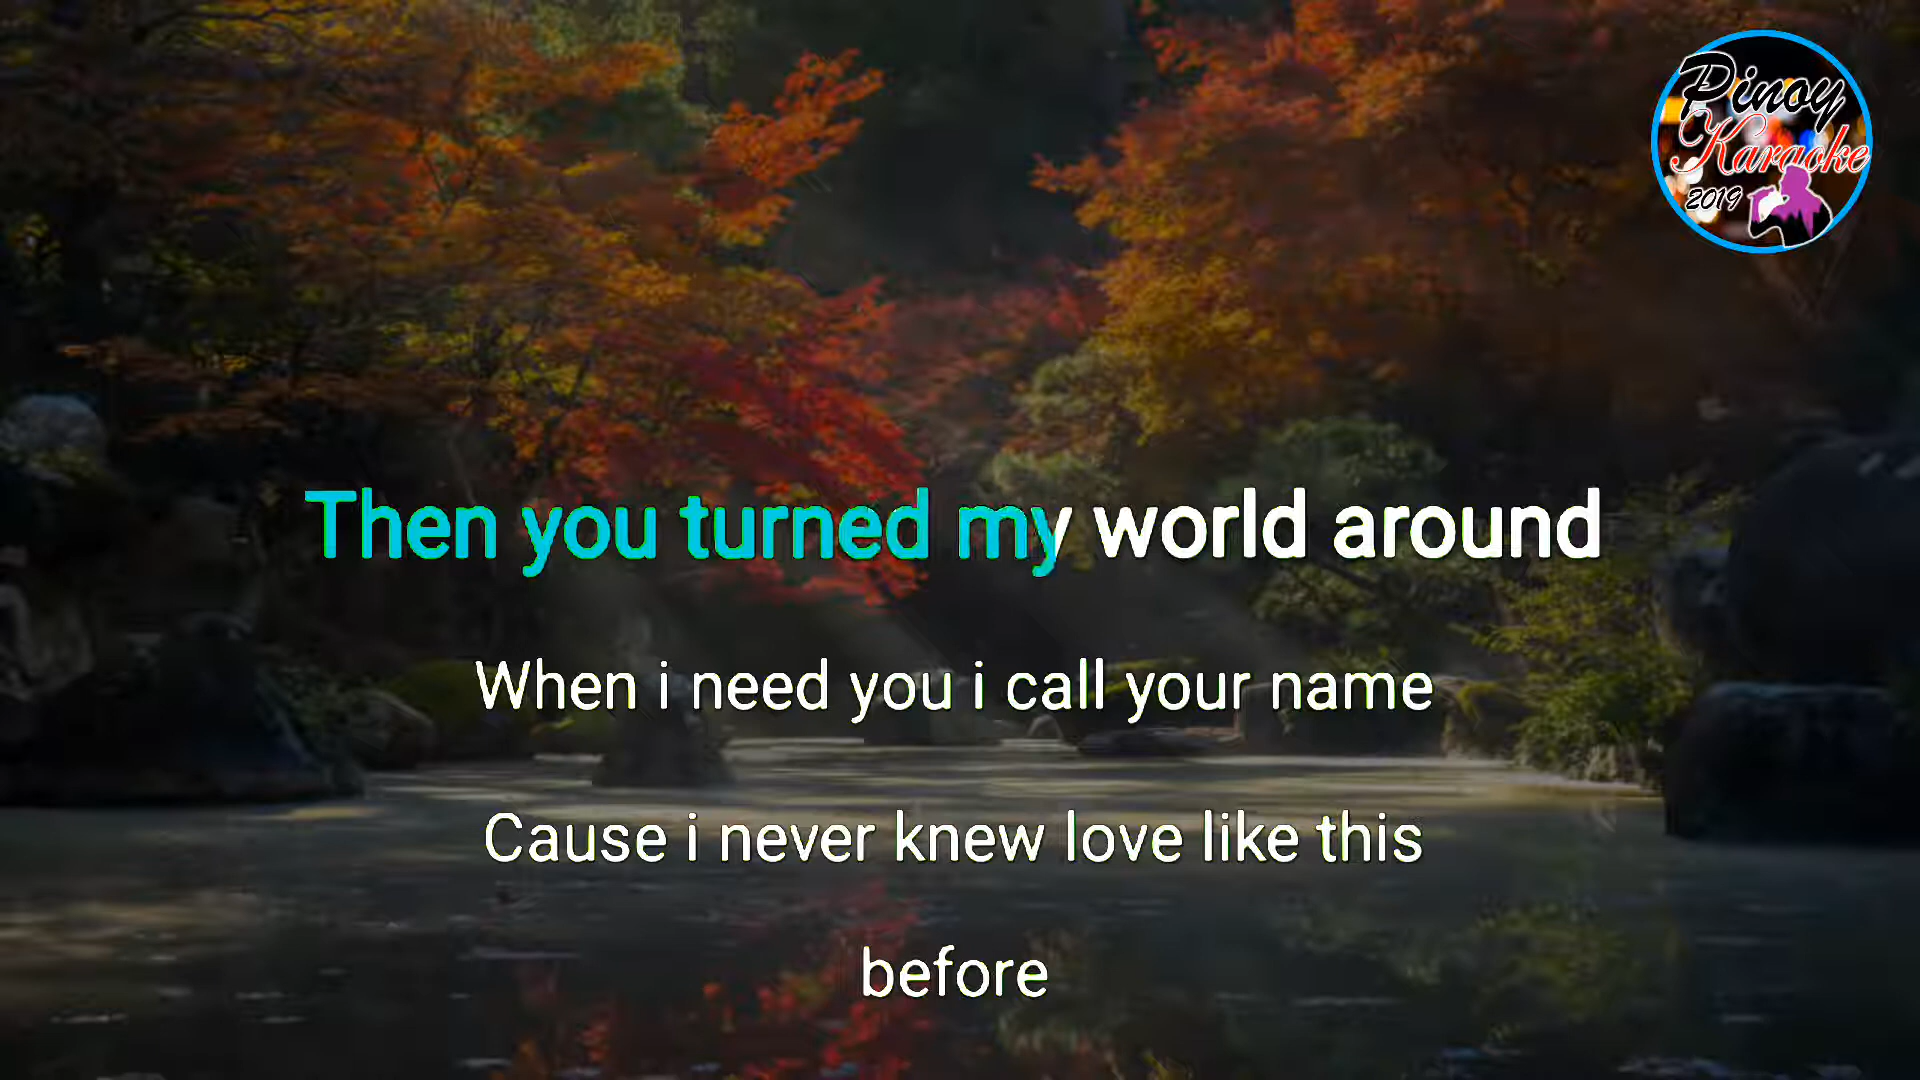 Pinoy
Karaoke
2019
Then you turned my world around
When i need you i call your name
Cause i never knew love like this
before